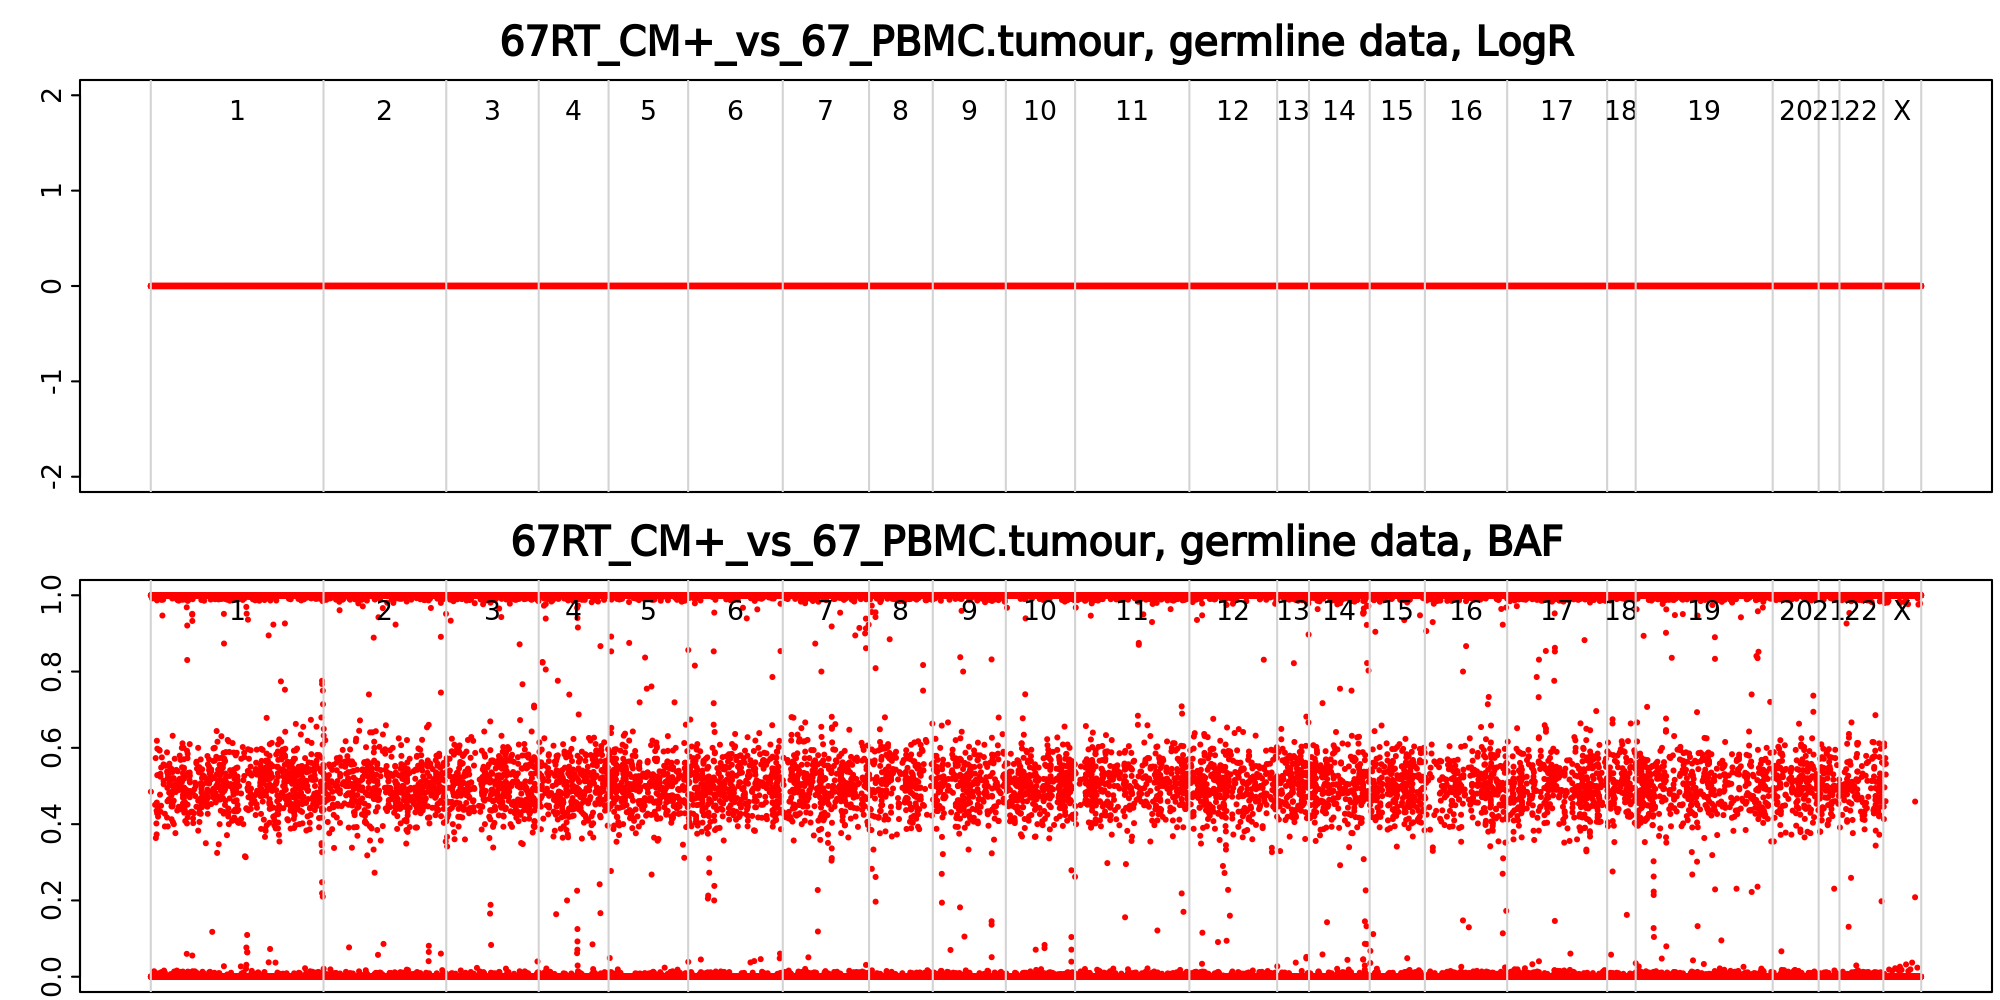 67RT_CM+_vs_67_PBMC.tumour, germline data, LogR
2
1
0
-1
-2
1 2 3 4 5 6 7 8 9 10 11 12 13 14 15 16 17 18 19 20 21 22 X
67RT_CM+_vs_67_PBMC.tumour, germline data, BAF
1.0
0.8
0.6
0.4
0.2
0.0
1 2 3 4 5 6 7 8 9 10 11 12 13 14 15 16 17 18 19 20 21 22 X